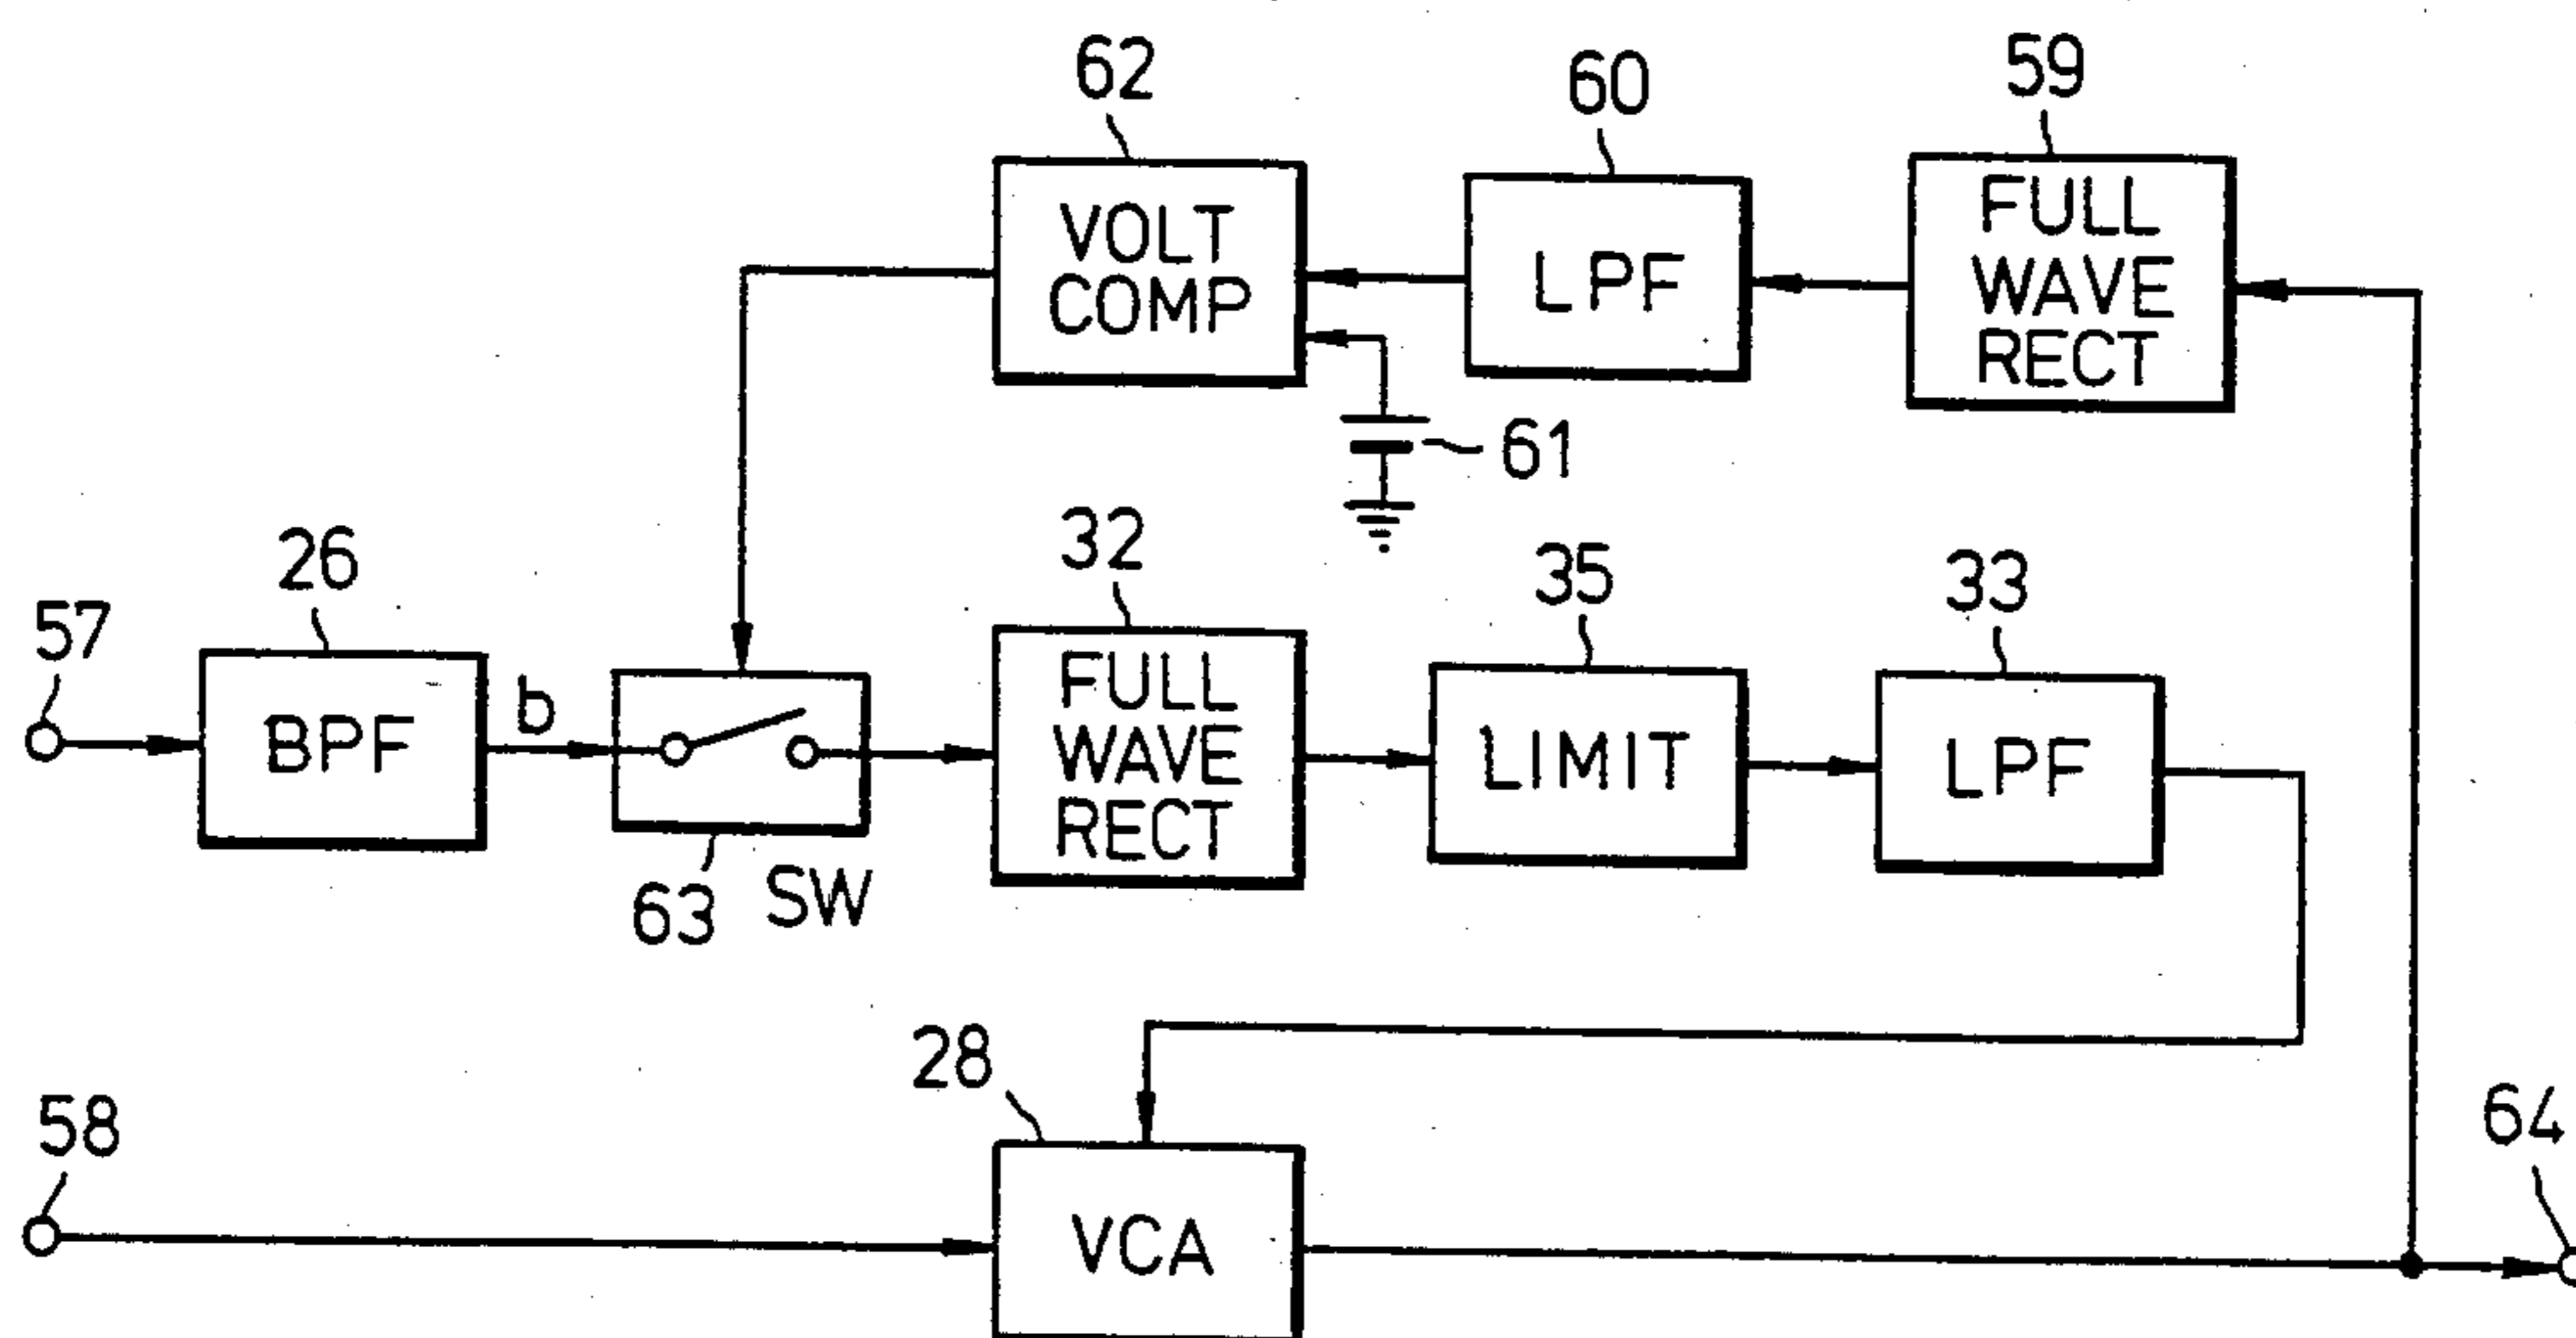 62
60
59
VOLT
COMP
LPF
FULL
WAVE
RECT
61
57
26
BPF
b
63
SW
32
FULL
WAVE
RECT
35
LIMIT
33
LPF
58
28
VCA
64